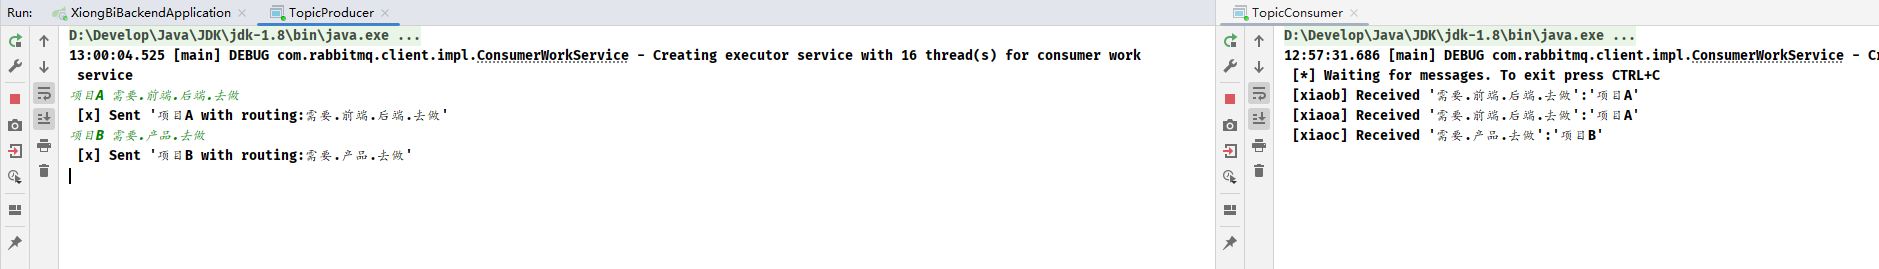 Run: XiongBiBackendApplication × TopicProducer ×
D:\Develop\Java\JDK\jdk-1.8\bin\java.exe ...
13:00:04.525 [main] DEBUG com.rabbitmq.client.impl.ConsumerWorkService - Creating executor service with 16 thread(s) for consumer work
service
项目A 需要.前端.后端.去做
[x] Sent '项目A with routing:需要.前端.后端.去做'
项目B 需要.产品.去做
[x] Sent '项目B with routing:需要.产品.去做'
TopicConsumer ×
D:\Develop\Java\JDK\jdk-1.8\bin\java.exe ...
12:57:31.686 [main] DEBUG com.rabbitmq.client.impl.ConsumerWorkService - Cr
[*] Waiting for messages. To exit press CTRL+C
[xiaob] Received '需要.前端.后端.去做':'项目A'
[xiaoa] Received '需要.前端.后端.去做':'项目A'
[xiaoc] Received '需要.产品.去做':'项目B'